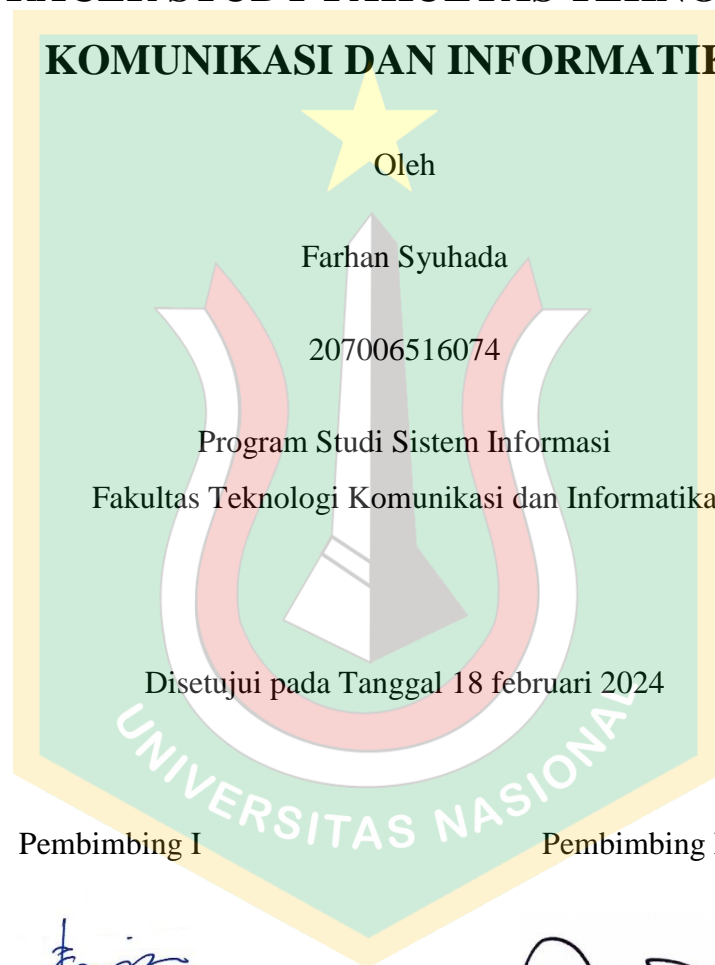 KOMUNIKASI DAN INFORMATIK
Oleh
Farhan Syuhada
207006516074
Program Studi Sistem Informasi
Fakultas Teknologi Komunikasi dan Informatika
Disetujui pada Tanggal 18 februari 2024
UNIVERSITAS NASIONAL
Pembimbing I
Pembimbing